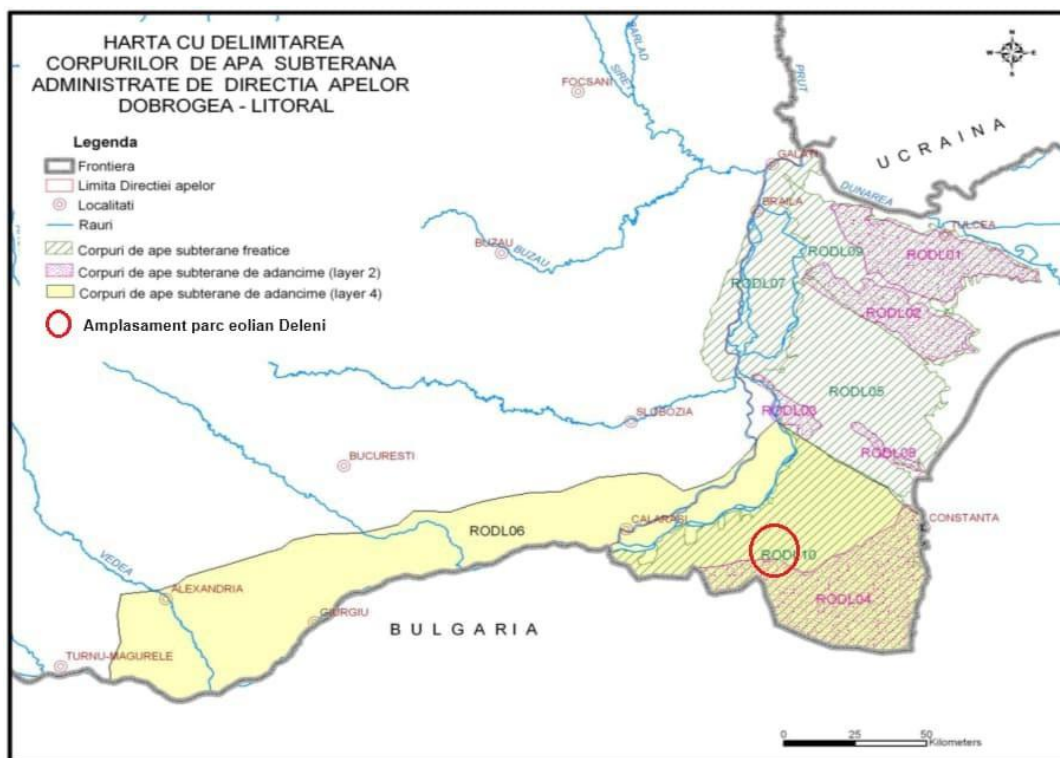 HARTA CU DELIMITAREA
CORPURILOR DE APA SUBTERANA
ADMINISTRATE DE DIRECTIA APELOR
DOBROGEA - LITORAL
Legenda
Frontiera
Limita Directiei apelor
Localitati
Rauri
Corpuri de ape subterane freatice
Corpuri de ape subterane de adancime (layer 2)
Corpuri de ape subterane de adancime (layer 4)
Amplasament parc eolian Deleni
BARLAD
SIRET
PRUT
N
FOCSANI
UCRAINA
GALATI
DUNAREA
BRAILA
TULCEA
BUZAU
BUZAU
RODL09
RODL01
RODL07
RODL02
RODL05
RODL03
SLOBOZIA
RODL08
BUCURESTI
CALARASI
CONSTANTA
RODL06
RODL10
VEDEA
ALEXANDRIA
RODL04
GIURGIU
BULGARIA
TURNU-MAGURELE
0 25 50
Kilometers